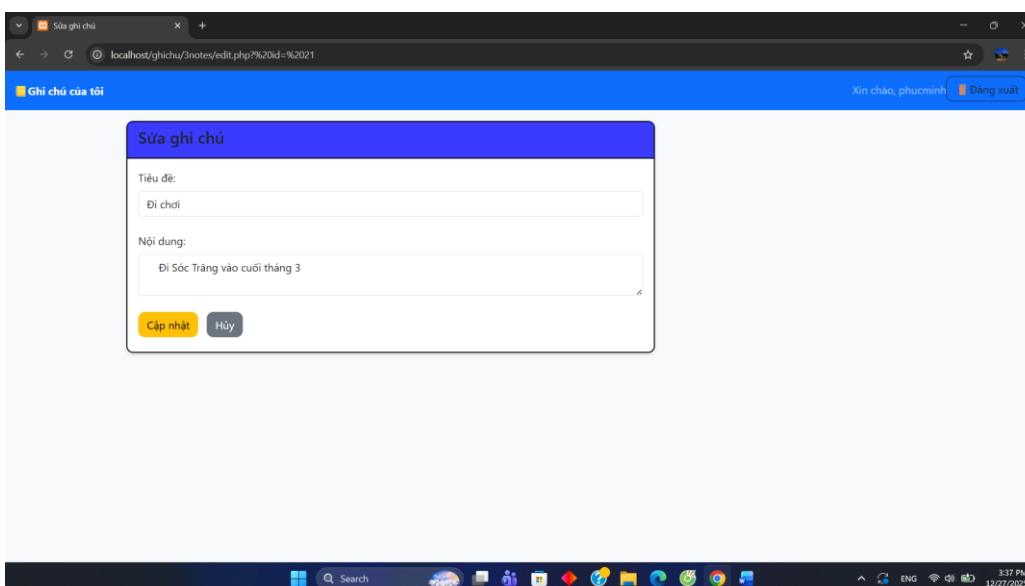 Sửa ghi chú
localhost/ghichu/3notes/edit.php?%20id=%2021
Ghi chú của tôi
Xin chào, phucminh
Đăng xuất
Sửa ghi chú
Tiêu đề:
Đi chơi
Nội dung:
Đi Sóc Trăng vào cuối tháng 3
Cập nhật
Hủy
Search
ENG
3:37 PM